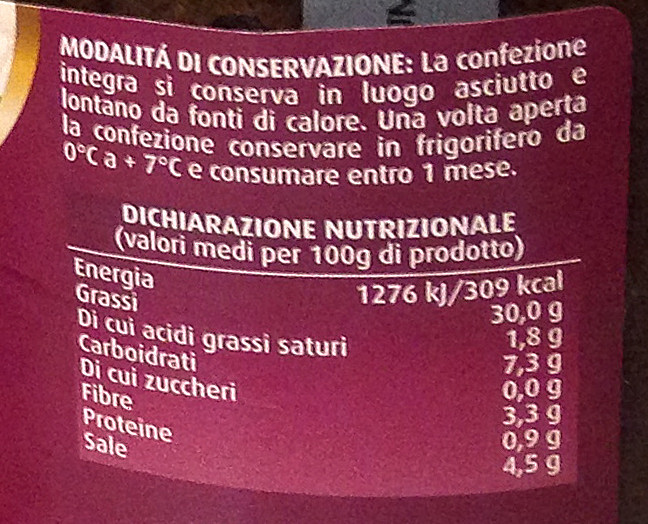 MODALITÁ DI CONSERVAZIONE: La confezione
integra si conserva in luogo asciutto e
lontano da fonti di calore. Una volta aperta
la confezione conservare in frigorifero da
0°C a + 7°C e consumare entro 1 mese.
DICHIARAZIONE NUTRIZIONALE
(valori medi per 100g di prodotto)
Energia 1276 kJ/309 kcal
Grassi 30,0 g
Di cui acidi grassi saturi 1,8 g
Carboidrati 7,3 g
Di cui zuccheri 0,0 g
Fibre 3,3 g
Proteine 0,9 g
Sale 4,5 g